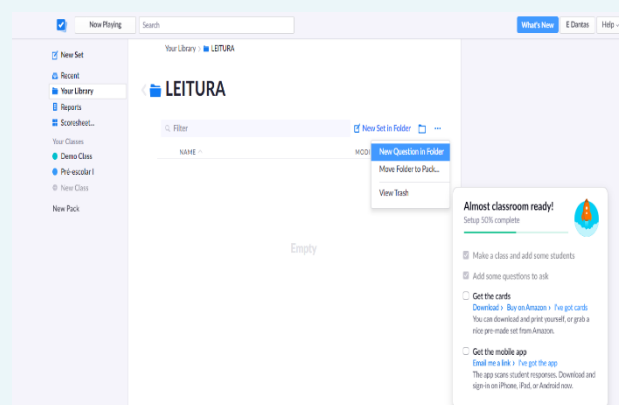 Now Playing
Search
What's New
E Dantas
Help
New Set
Recent
Your Library
Reports
Scoresheet...
Your Classes
Demo Class
Pré-escolar I
New Class
New Pack
Your Library › LEITURA
LEITURA
Filter
New Set in Folder
NAME
New Question in Folder
Move Folder to Pack...
View Trash
Empty
Almost classroom ready!
Setup 50% complete
Make a class and add some students
Add some questions to ask
Get the cards
Download › Buy on Amazon › I've got cards
You can download and print yourself, or grab a
nice pre-made set from Amazon.
Get the mobile app
Email me a link › I've got the app
The app scans student responses. Download and
sign-in on iPhone, iPad, or Android now.